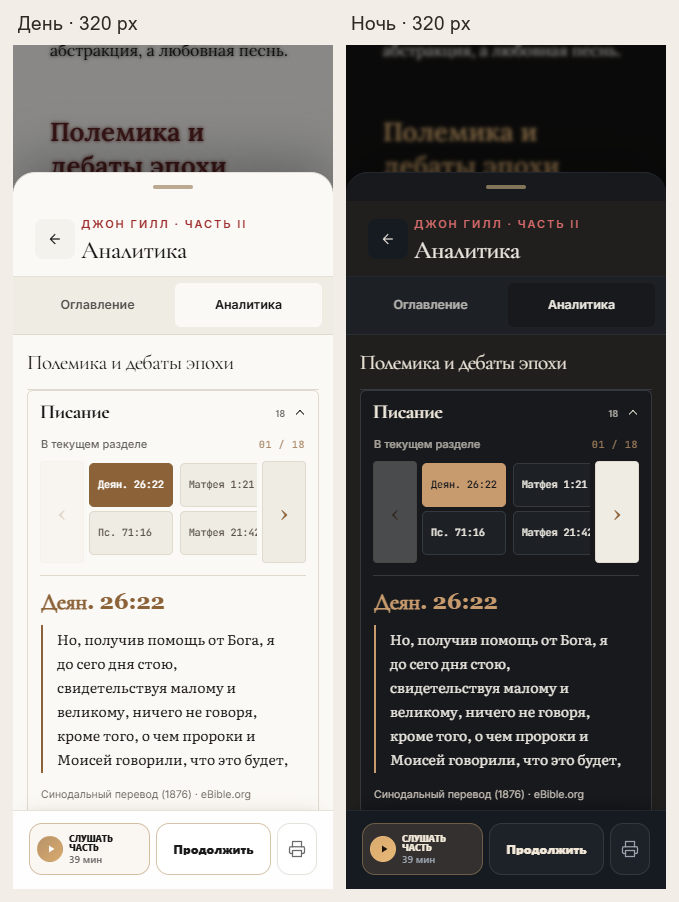 День · 320 px
абстракция, а любовная песнь.
Полемика и
дебаты эпохи
ДЖОН ГИЛЛ · ЧАСТЬ II
Аналитика
Оглавление
Аналитика
Полемика и дебаты эпохи
Писание
18
В текущем разделе
01 / 18
Деян. 26:22
Матфея 1:21
Пс. 71:16
Матфея 21:42
Деян. 26:22
Но, получив помощь от Бога, я
до сего дня стою,
свидетельствуя малому и
великому, ничего не говоря,
кроме того, о чем пророки и
Моисей говорили, что это будет,
Синодальный перевод (1876) · eBible.org
СЛУШАТЬ
ЧАСТЬ
39 мин
Продолжить
Ночь · 320 px
абстракция, а любовная песнь.
Полемика и
дебаты эпохи
ДЖОН ГИЛЛ · ЧАСТЬ II
Аналитика
Оглавление
Аналитика
Полемика и дебаты эпохи
Писание
18
В текущем разделе
01 / 18
Деян. 26:22
Матфея 1:21
Пс. 71:16
Матфея 21:42
Деян. 26:22
Но, получив помощь от Бога, я
до сего дня стою,
свидетельствуя малому и
великому, ничего не говоря,
кроме того, о чем пророки и
Моисей говорили, что это будет,
Синодальный перевод (1876) · eBible.org
СЛУШАТЬ
ЧАСТЬ
39 мин
Продолжить